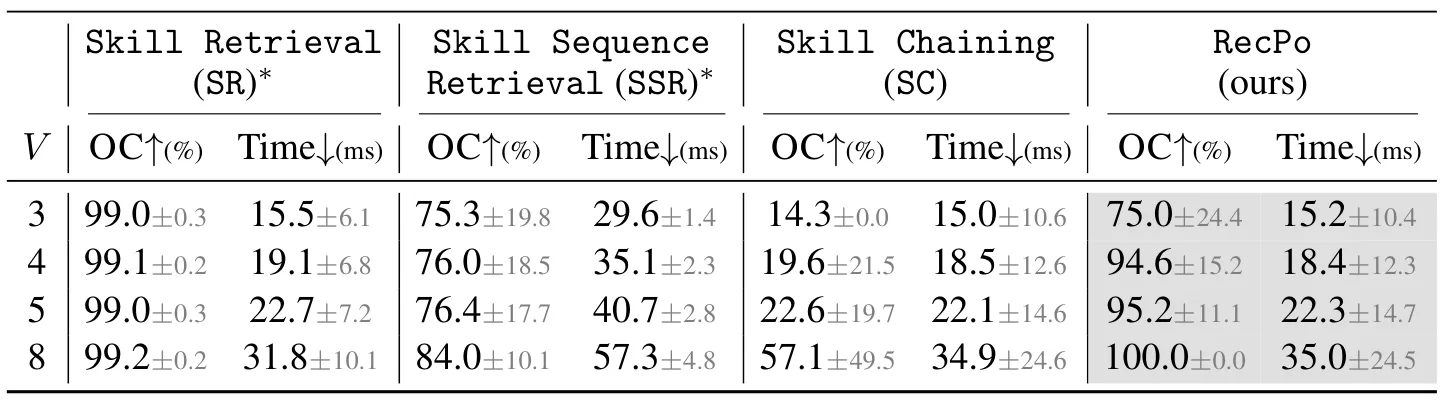 Skill Retrieval Skill Sequence Skill Chaining RecPo
(SR)* Retrieval (SSR)* (SC) (ours)
V OC↑(%) Time↓(ms) OC↑(%) Time↓(ms) OC↑(%) Time↓(ms) OC↑(%) Time↓(ms)
3 99.0±0.3 15.5±6.1 75.3±19.8 29.6±1.4 14.3±0.0 15.0±10.6 75.0±24.4 15.2±10.4
4 99.1±0.2 19.1±6.8 76.0±18.5 35.1±2.3 19.6±21.5 18.5±12.6 94.6±15.2 18.4±12.3
5 99.0±0.3 22.7±7.2 76.4±17.7 40.7±2.8 22.6±19.7 22.1±14.6 95.2±11.1 22.3±14.7
8 99.2±0.2 31.8±10.1 84.0±10.1 57.3±4.8 57.1±49.5 34.9±24.6 100.0±0.0 35.0±24.5